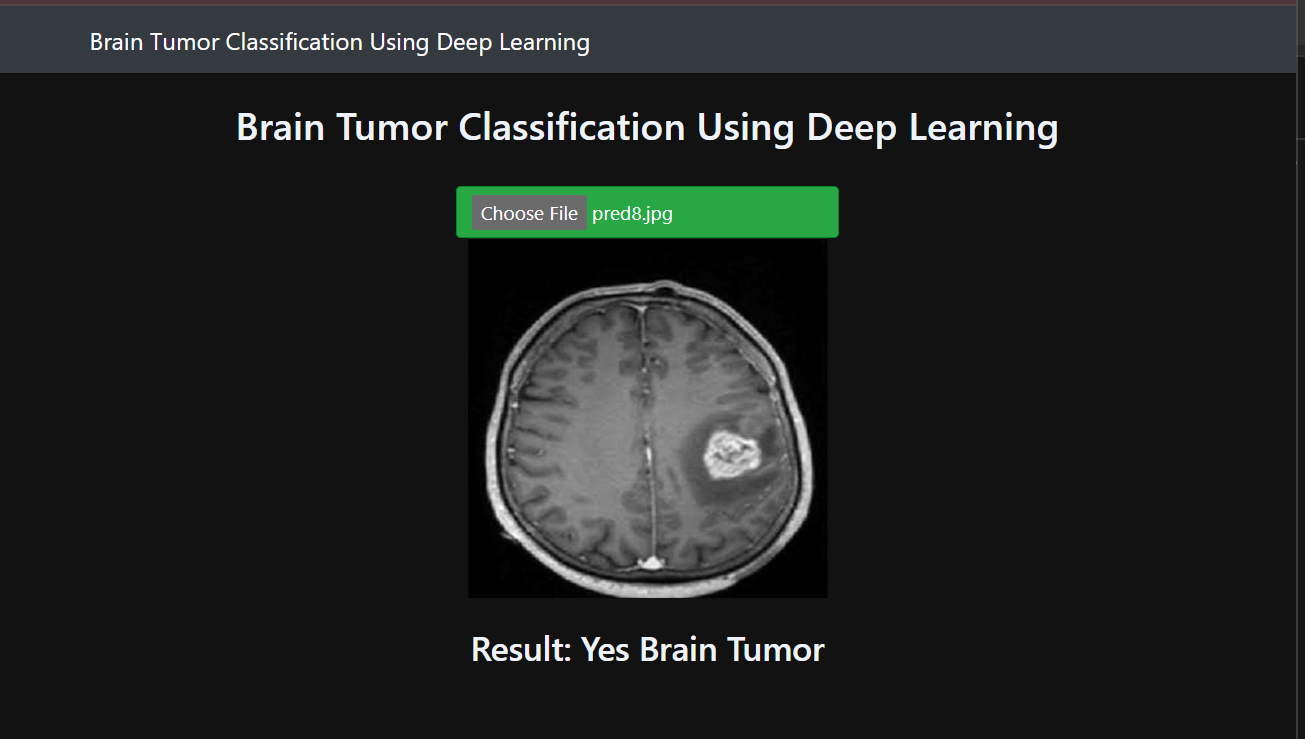 Brain Tumor Classification Using Deep Learning
Brain Tumor Classification Using Deep Learning
Choose File pred8.jpg
Result: Yes Brain Tumor